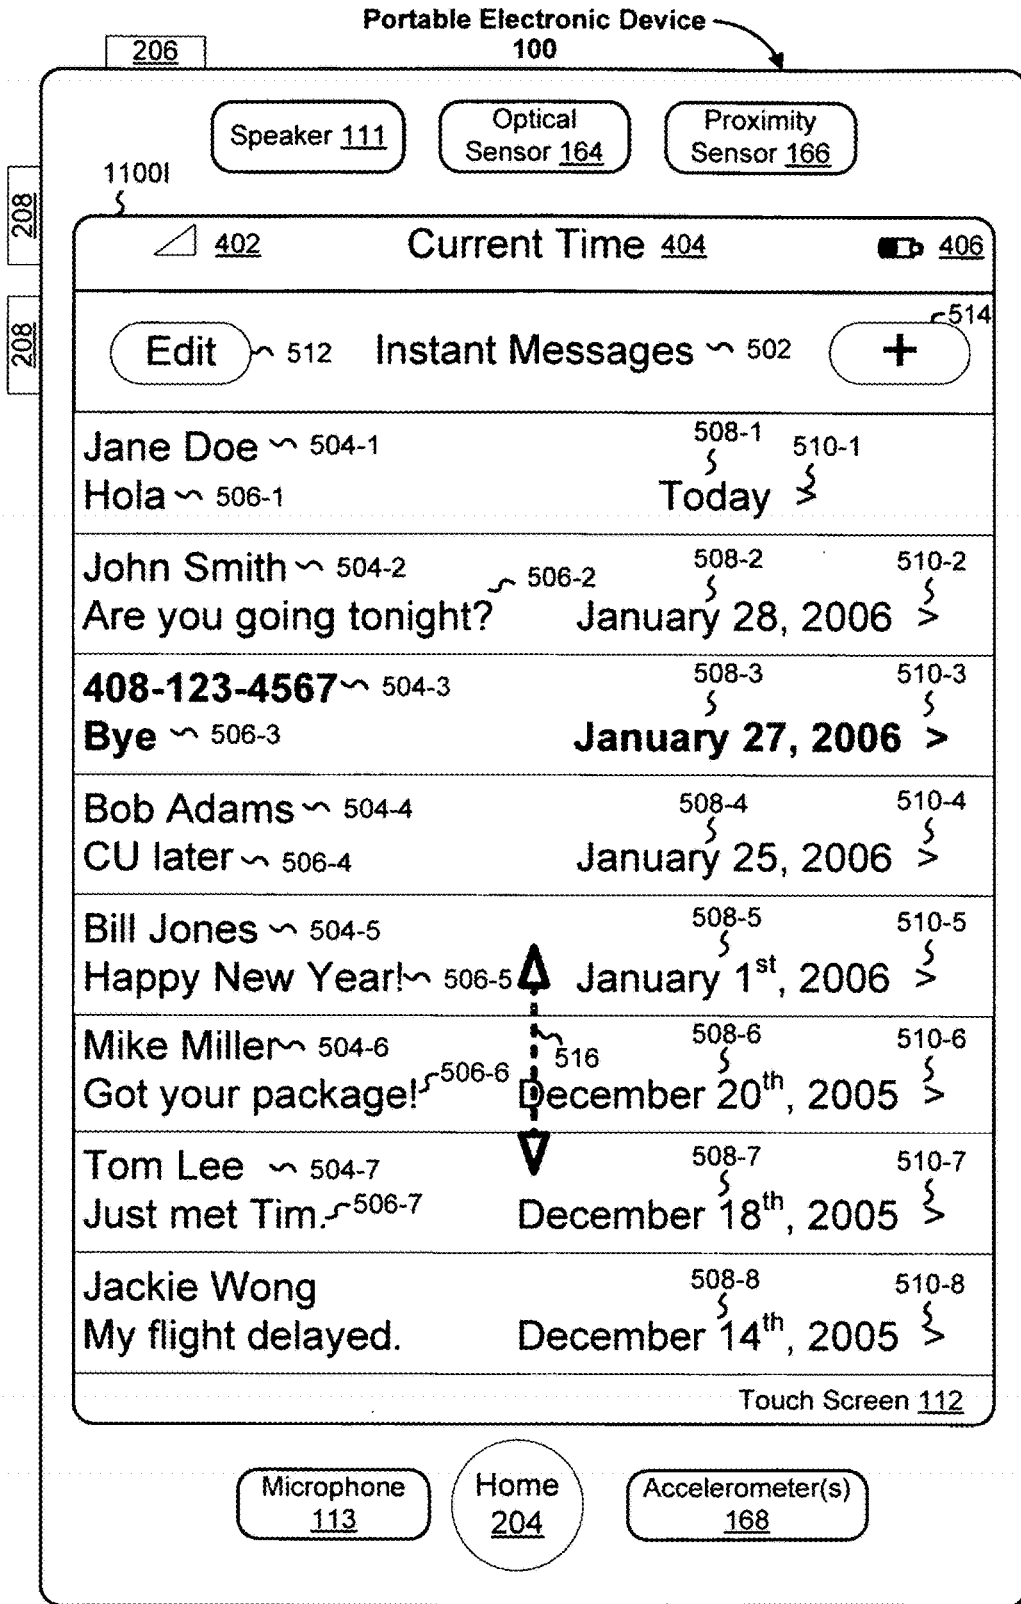 Portable Electronic Device
100
206
Speaker 111
Optical
Sensor 164
Proximity
Sensor 166
1100I
208
208
402
Current Time 404
406
514
Edit
512
Instant Messages
502
+
Jane Doe 504-1
508-1
510-1
Hola 506-1
Today >
John Smith 504-2
506-2
508-2
510-2
Are you going tonight?
January 28, 2006 >
408-123-4567 504-3
508-3
510-3
Bye 506-3
January 27, 2006 >
Bob Adams 504-4
508-4
510-4
CU later 506-4
January 25, 2006 >
Bill Jones 504-5
508-5
510-5
Happy New Year! 506-5
January 1st, 2006 >
Mike Miller 504-6
516
508-6
510-6
Got your package! 506-6
December 20th, 2005 >
Tom Lee 504-7
508-7
510-7
Just met Tim. 506-7
December 18th, 2005 >
Jackie Wong
508-8
510-8
My flight delayed.
December 14th, 2005 >
Touch Screen 112
Microphone
113
Home
204
Accelerometer(s)
168